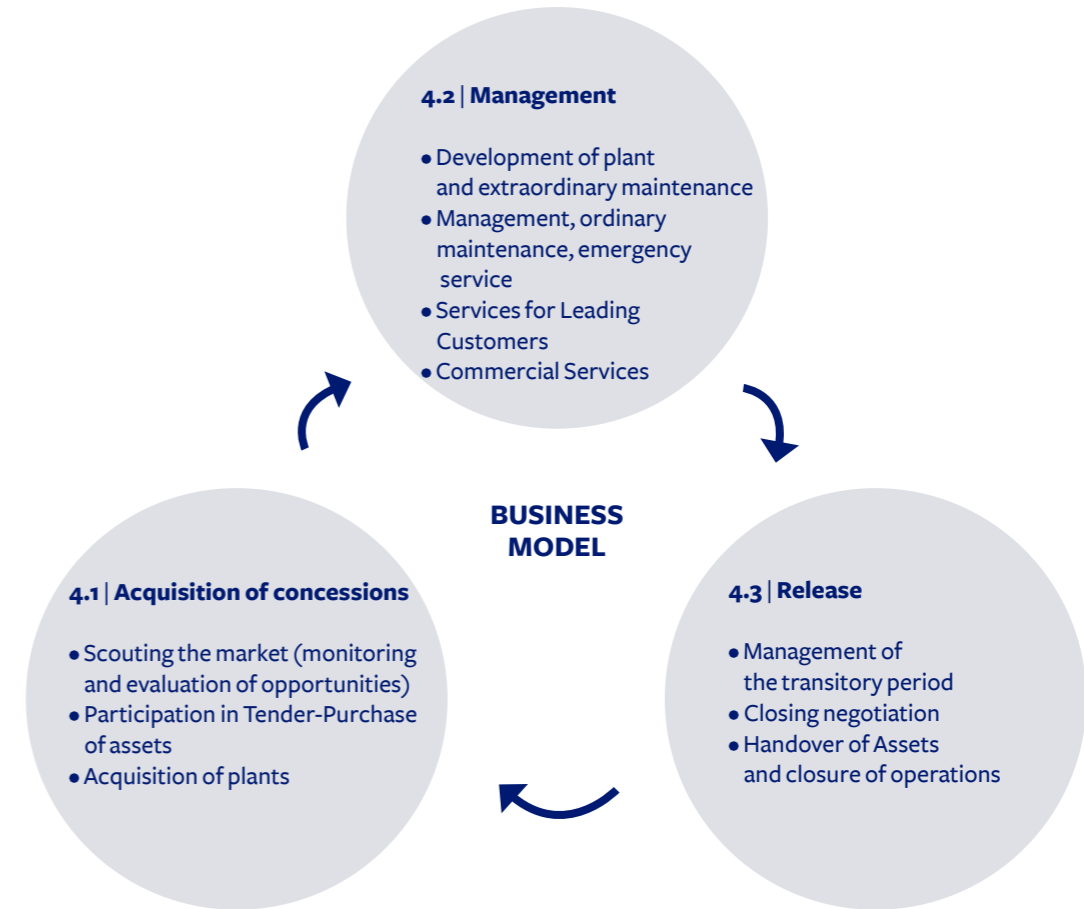 4.2 | Management
• Development of plant
and extraordinary maintenance
• Management, ordinary
maintenance, emergency
service
• Services for Leading
Customers
• Commercial Services
BUSINESS
MODEL
4.1 | Acquisition of concessions
• Scouting the market (monitoring
and evaluation of opportunities)
• Participation in Tender-Purchase
of assets
• Acquisition of plants
4.3 | Release
• Management of
the transitory period
• Closing negotiation
• Handover of Assets
and closure of operations